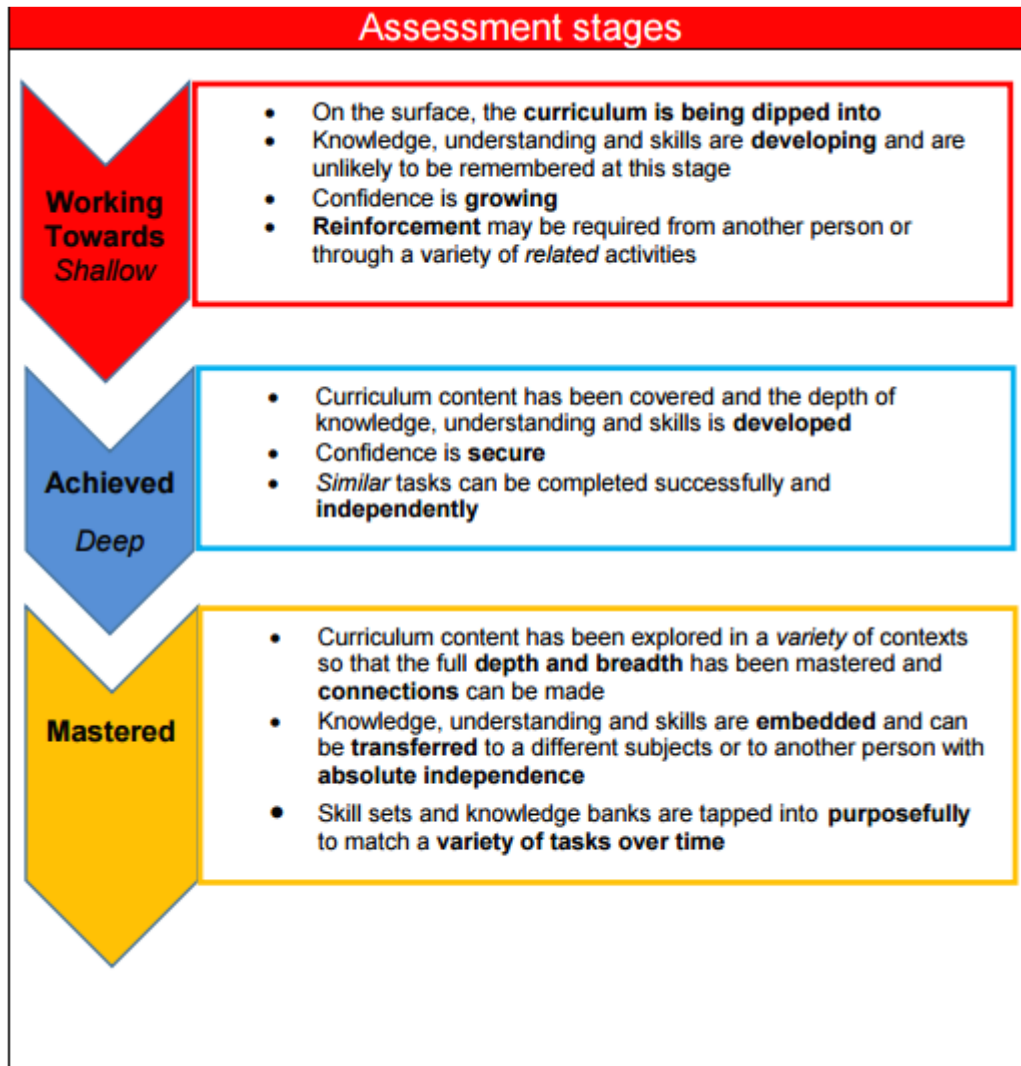 Assessment stages
Working
Towards
Shallow
• On the surface, the curriculum is being dipped into
• Knowledge, understanding and skills are developing and are
unlikely to be remembered at this stage
• Confidence is growing
• Reinforcement may be required from another person or
through a variety of related activities
Achieved
Deep
• Curriculum content has been covered and the depth of
knowledge, understanding and skills is developed
• Confidence is secure
• Similar tasks can be completed successfully and
independently
Mastered
• Curriculum content has been explored in a variety of contexts
so that the full depth and breadth has been mastered and
connections can be made
• Knowledge, understanding and skills are embedded and can
be transferred to a different subjects or to another person with
absolute independence
• Skill sets and knowledge banks are tapped into purposefully
to match a variety of tasks over time